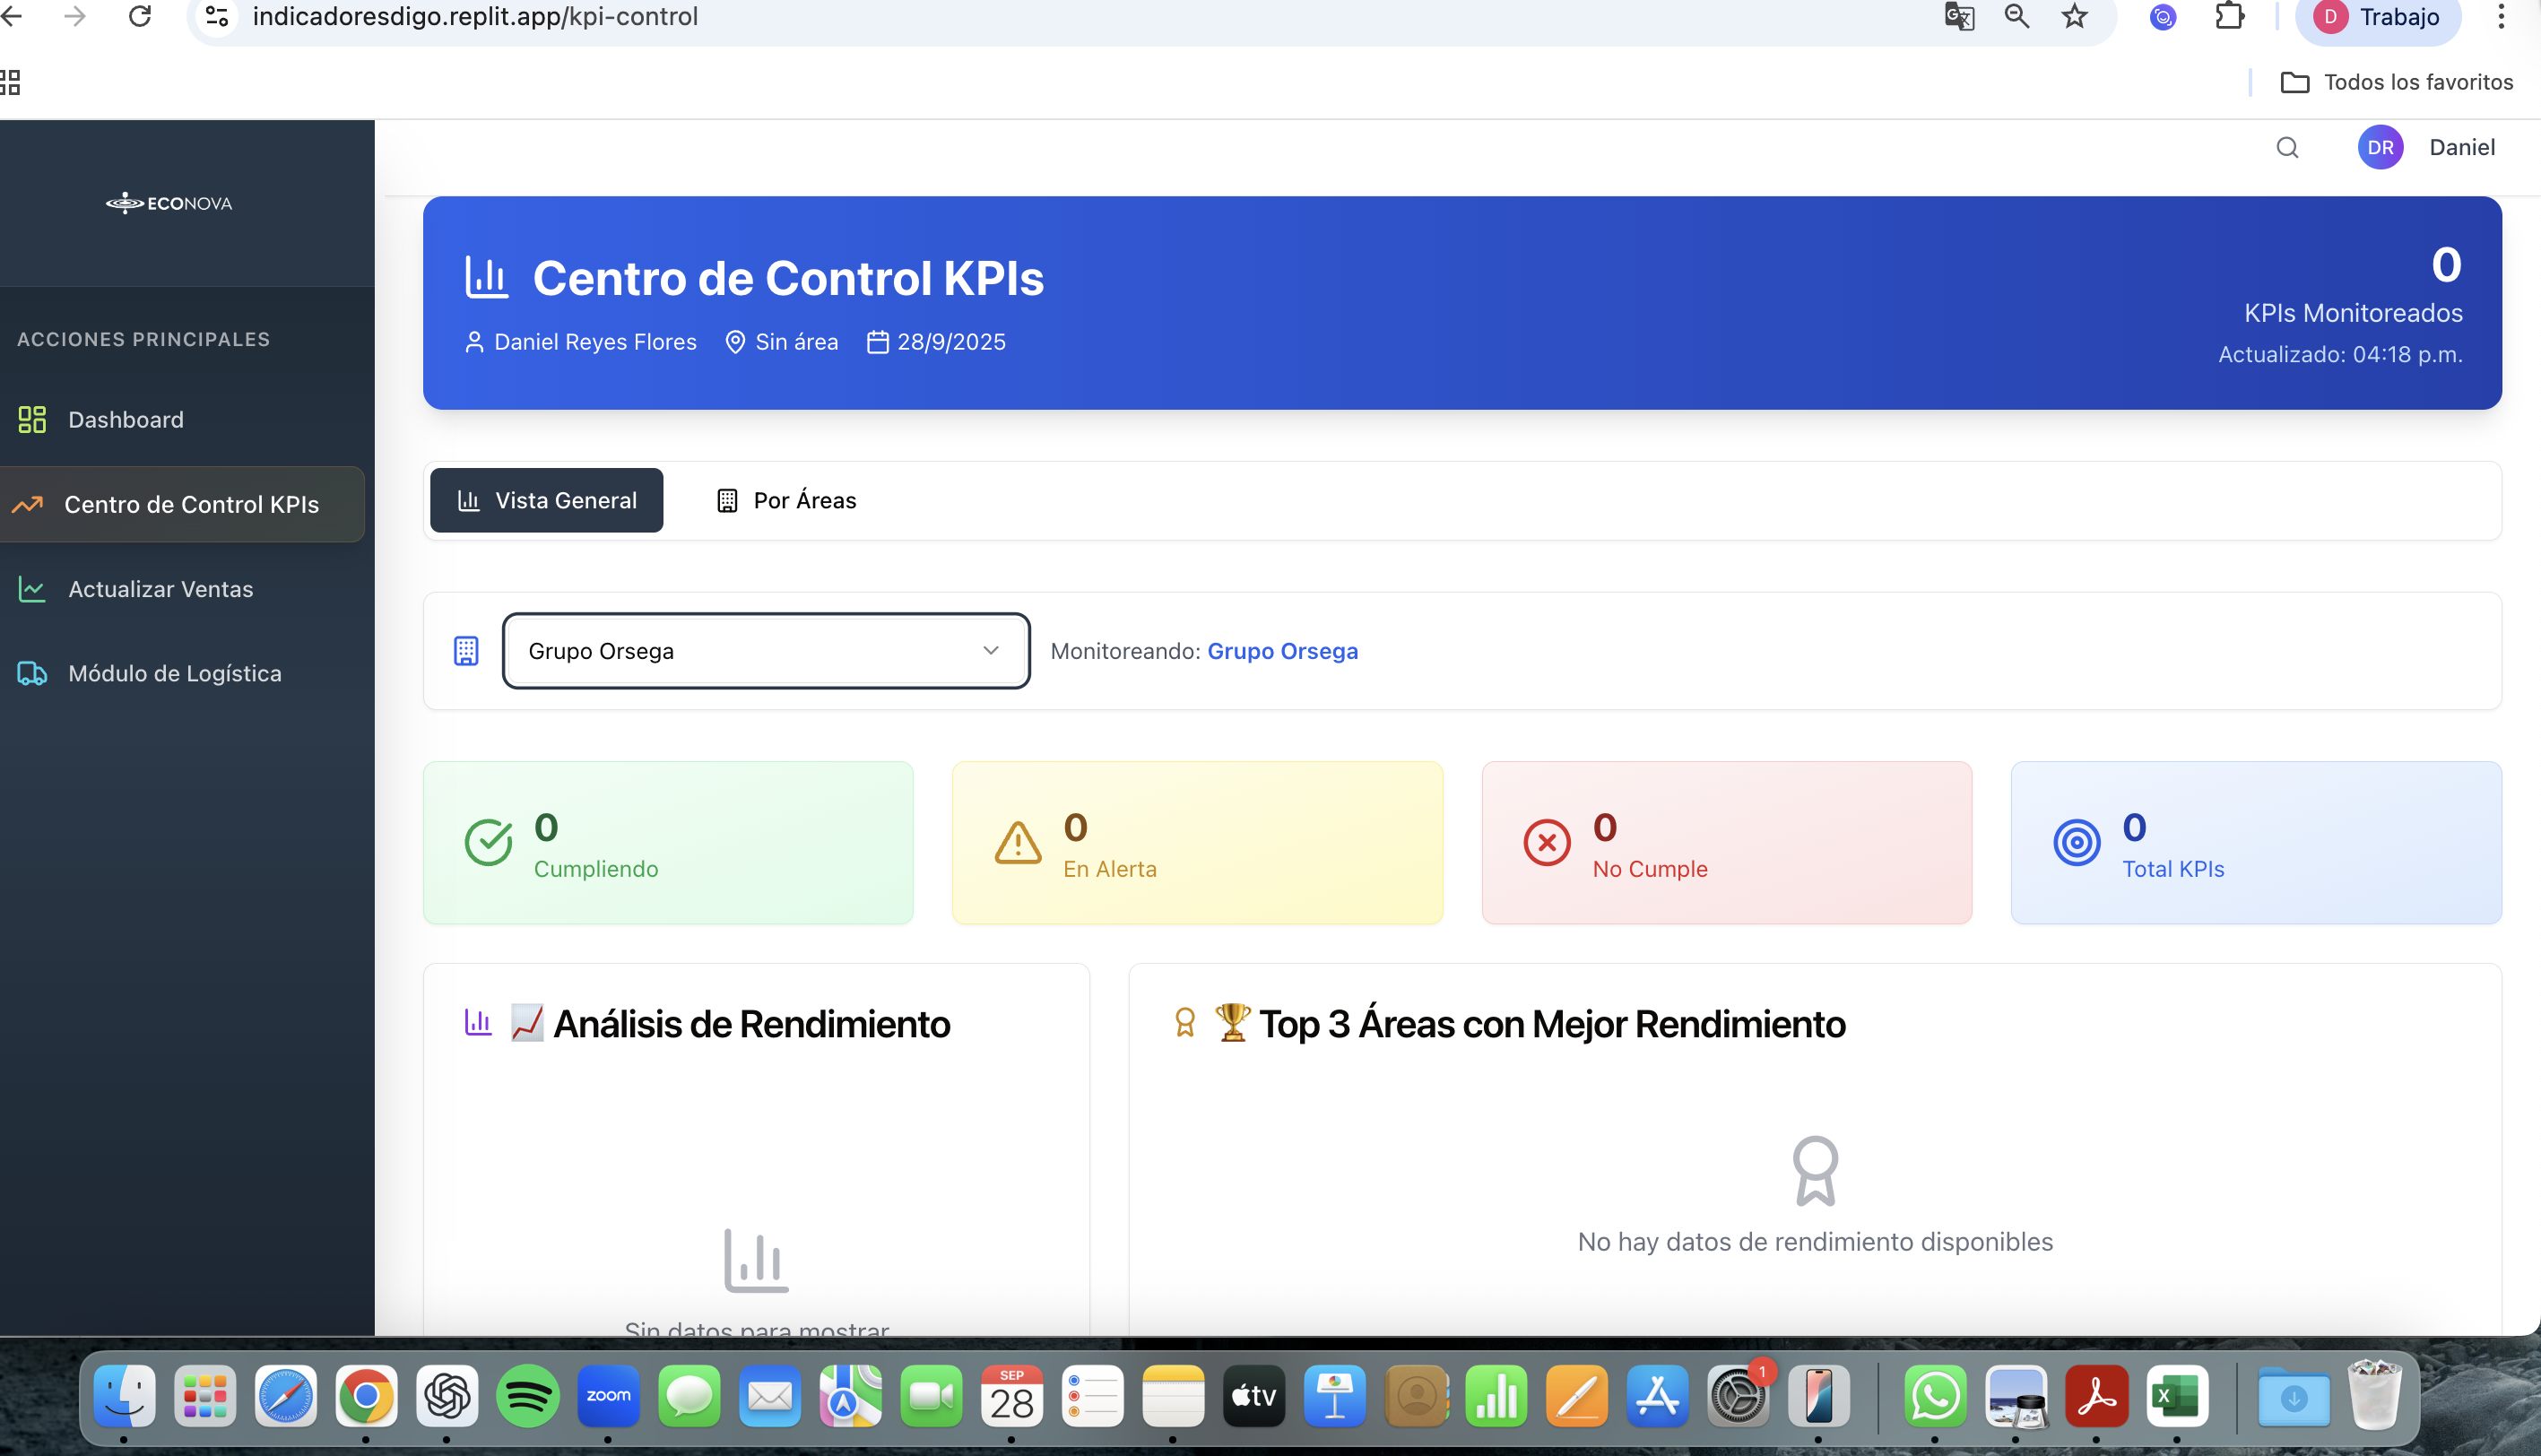 indicadoresdigo.replit.app/kpi-control
D
Trabajo
Todos los favoritos
ECONOVA
DR
Daniel
ACCIONES PRINCIPALES
Dashboard
Centro de Control KPIs
Actualizar Ventas
Módulo de Logística
Centro de Control KPIs
Daniel Reyes Flores
Sin área
28/9/2025
0
KPIs Monitoreados
Actualizado: 04:18 p.m.
Vista General
Por Áreas
Grupo Orsega
Monitoreando: Grupo Orsega
0
Cumpliendo
0
En Alerta
0
No Cumple
0
Total KPIs
Análisis de Rendimiento
Top 3 Áreas con Mejor Rendimiento
No hay datos de rendimiento disponibles
Sin datos para mostrar
zoom
SEP
28
tv
1
X